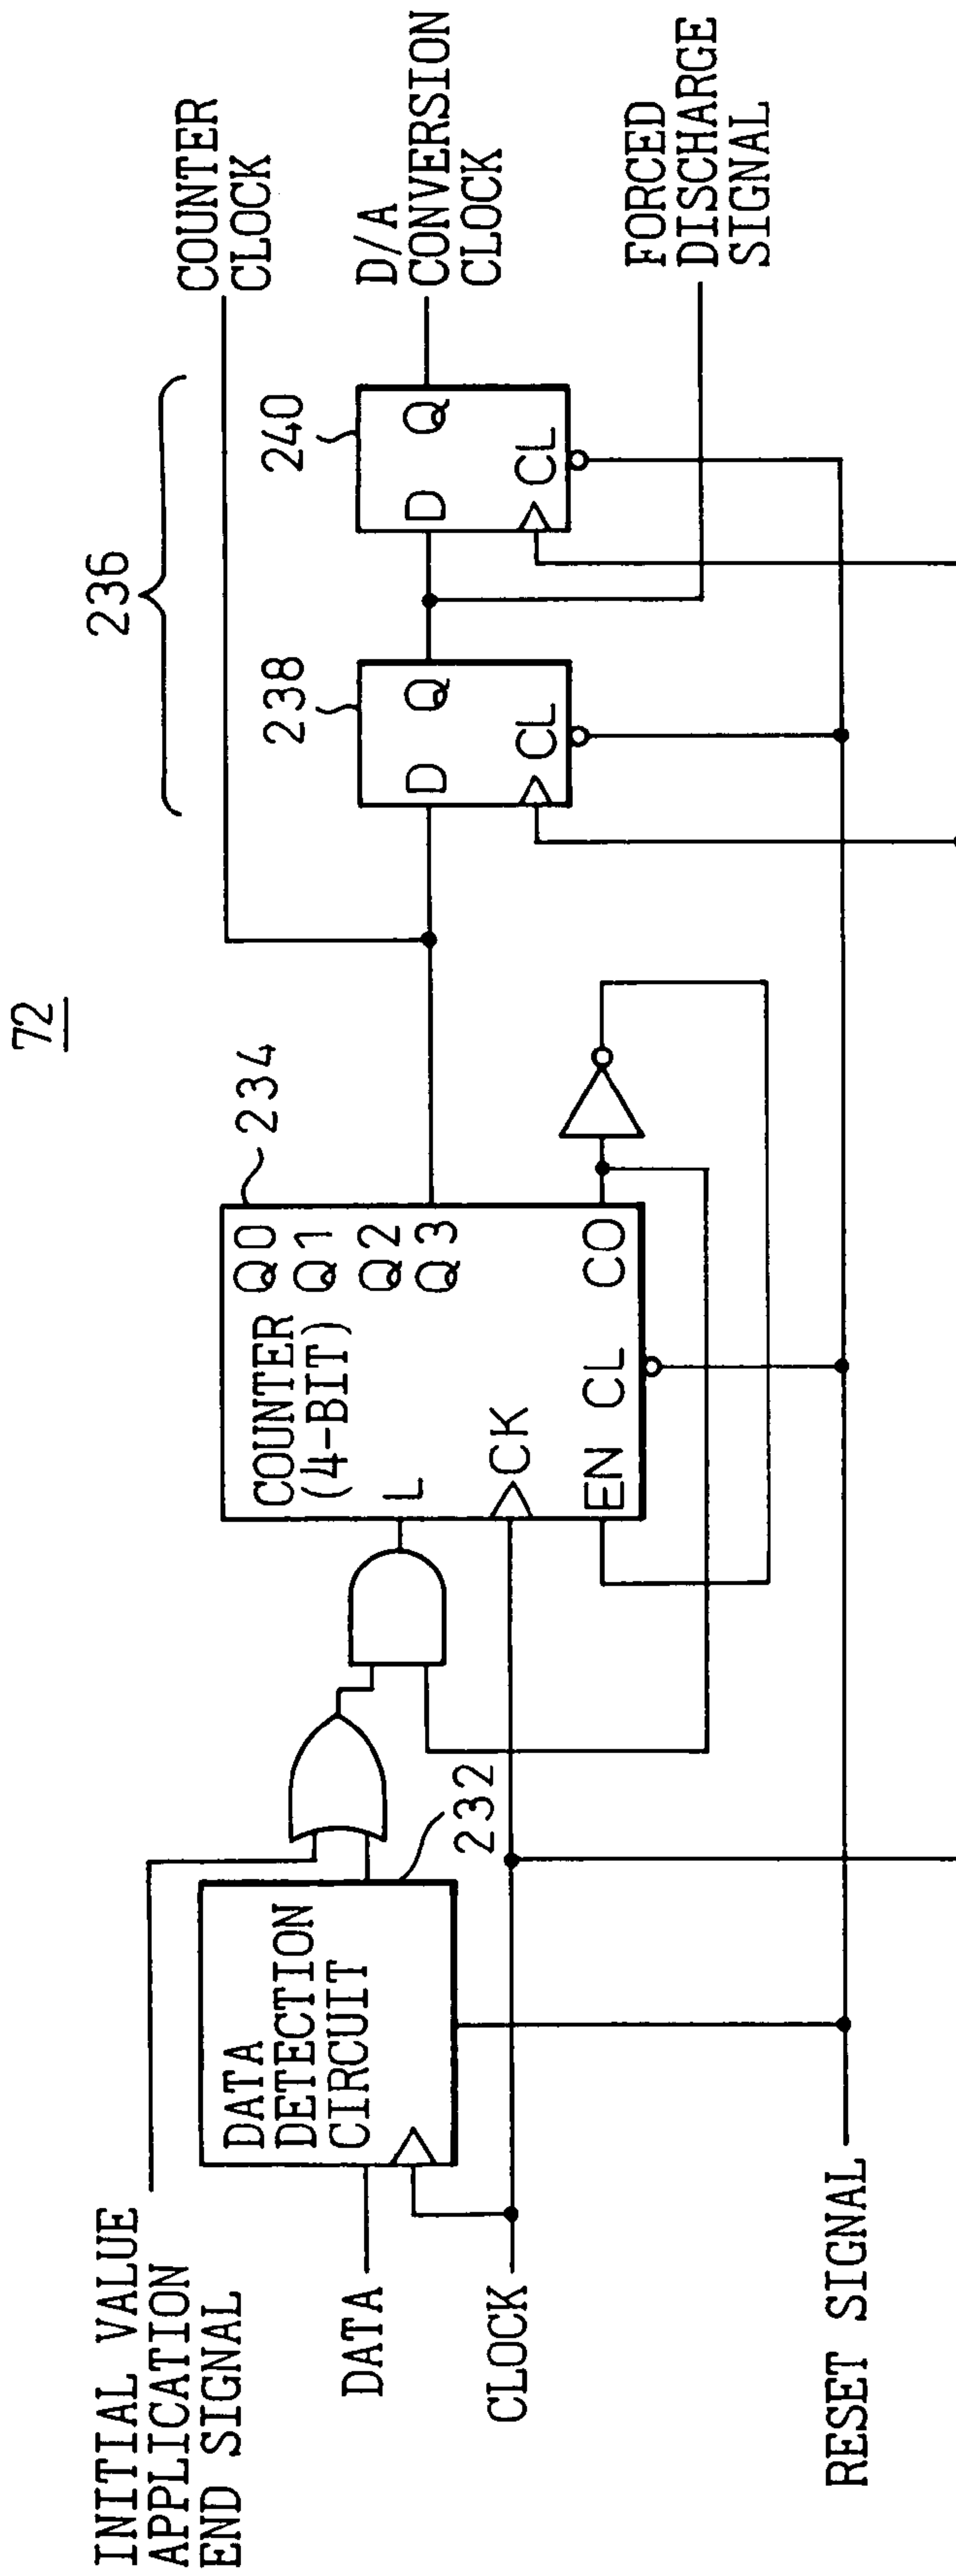 72
INITIAL VALUE
APPLICATION
END SIGNAL
DATA
CLOCK
RESET SIGNAL
DATA
DETECTION
CIRCUIT
232
COUNTER
(4-BIT)
L
CK
EN
CL
CO
Q0
Q1
Q2
Q3
234
236
238
D
Q
CL
240
D
Q
CL
COUNTER
CLOCK
D/A
CONVERSION
CLOCK
FORCED
DISCHARGE
SIGNAL